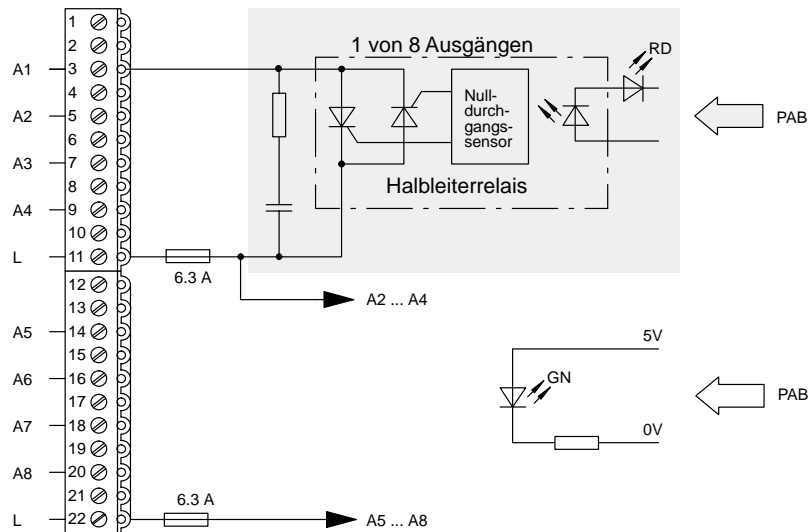 1
2
A1 3
4
A2 5
6
A3 7
8
A4 9
10
L 11
12
13
A5 14
15
A6 16
17
A7 18
19
A8 20
21
L 22
1 von 8 Ausgängen
Null-
durch-
gangs-
sensor
Halbleiterrelais
RD
PAB
6.3 A
A2 ... A4
5V
GN
0V
PAB
6.3 A
A5 ... A8